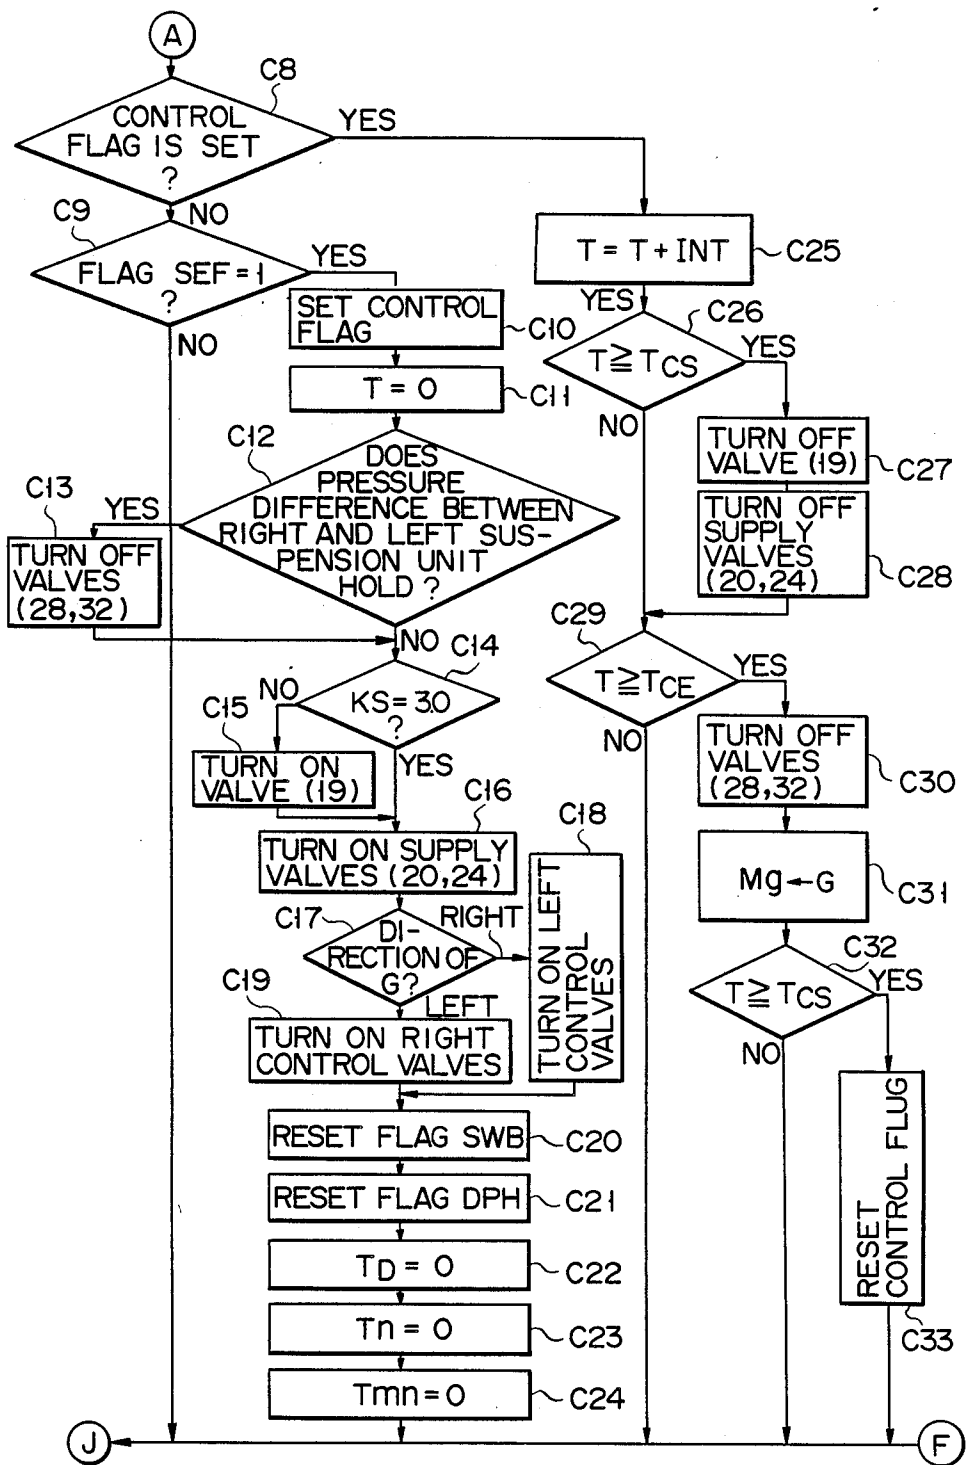 A
C8
CONTROL
FLAG IS SET
?
YES
NO
C9
FLAG SEF=1
?
YES
NO
SET CONTROL
FLAG
C10
T = 0
C11
C12
DOES
PRESSURE
DIFFERENCE BETWEEN
RIGHT AND LEFT SUS-
PENSION UNIT
HOLD ?
YES
NO
C13
TURN OFF
VALVES
(28,32)
C14
KS=3.0
?
NO
YES
C15
TURN ON
VALVE (19)
C16
TURN ON SUPPLY
VALVES (20,24)
C17
DI-
RECTION OF
G?
RIGHT
LEFT
C18
TURN ON LEFT
CONTROL
VALVES
C19
TURN ON RIGHT
CONTROL VALVES
RESET FLAG SWB
C20
RESET FLAG DPH
C21
TD = 0
C22
Tn = 0
C23
Tmn=0
C24
T = T + INT
C25
YES
C26
T ≧ TCS
YES
NO
TURN OFF
VALVE (19)
C27
TURN OFF
SUPPLY
VALVES
(20,24)
C28
C29
T≧TCE
YES
NO
TURN OFF
VALVES
(28,32)
C30
Mg←G
C31
C32
T ≧ TCS
YES
NO
RESET
CONTROL FLUG
C33
J
F